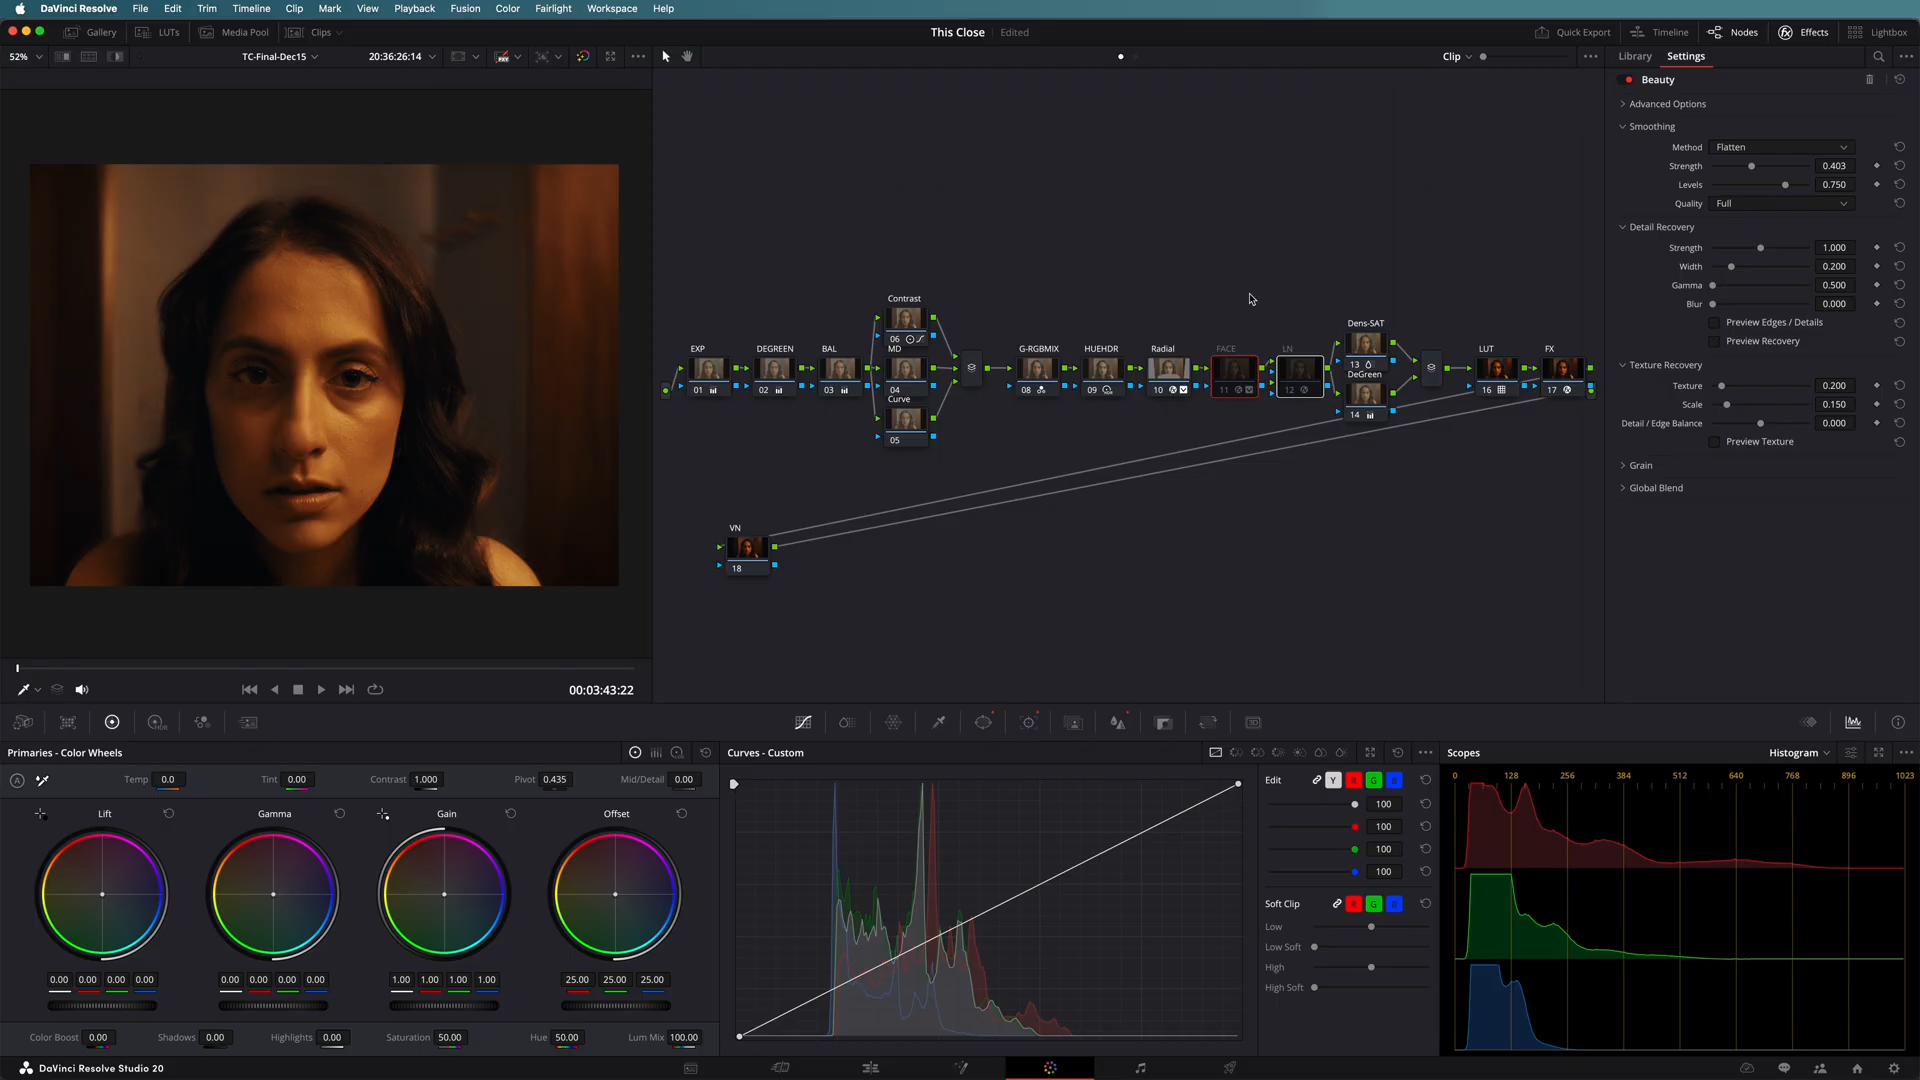 DaVinci Resolve File Edit Trim Timeline Clip Mark View Playback Fusion Color Fairlight Workspace Help
Gallery LUTs Media Pool Clips This Close Edited Quick Export Timeline Nodes Effects Lightbox
52% TC-Final-Dec15 20:36:26:14 Clip Library Settings
Beauty
Advanced Options
Smoothing
Method Flatten
Strength 0.403
Levels 0.750
Quality Full
Detail Recovery
Strength 1.000
Width 0.200
Gamma 0.500
Blur 0.000
Preview Edges / Details
Preview Recovery
Texture Recovery
Texture 0.200
Scale 0.150
Detail / Edge Balance 0.000
Preview Texture
Grain
Global Blend
Contrast
06
EXP DEGREEN BAL MD G-RGBMIX HUEHDR Radial FACE LN Dens-SAT LUT FX
01 02 03 04 08 09 10 11 12 13 16 17
Curve
05
DeGreen
14
VN
18
00:03:43:22
Primaries - Color Wheels
Temp 0.0 Tint 0.00 Contrast 1.000 Pivot 0.435 Mid/Detail 0.00
Lift Gamma Gain Offset
0.00 0.00 0.00 0.00 0.00 0.00 0.00 0.00 1.00 1.00 1.00 1.00 25.00 25.00 25.00
Color Boost 0.00 Shadows 0.00 Highlights 0.00 Saturation 50.00 Hue 50.00 Lum Mix 100.00
Curves - Custom
Edit Y R G B
100
100
100
100
Soft Clip R G B
Low
Low Soft
High
High Soft
Scopes Histogram
0 128 256 384 512 640 768 896 1023
DaVinci Resolve Studio 20